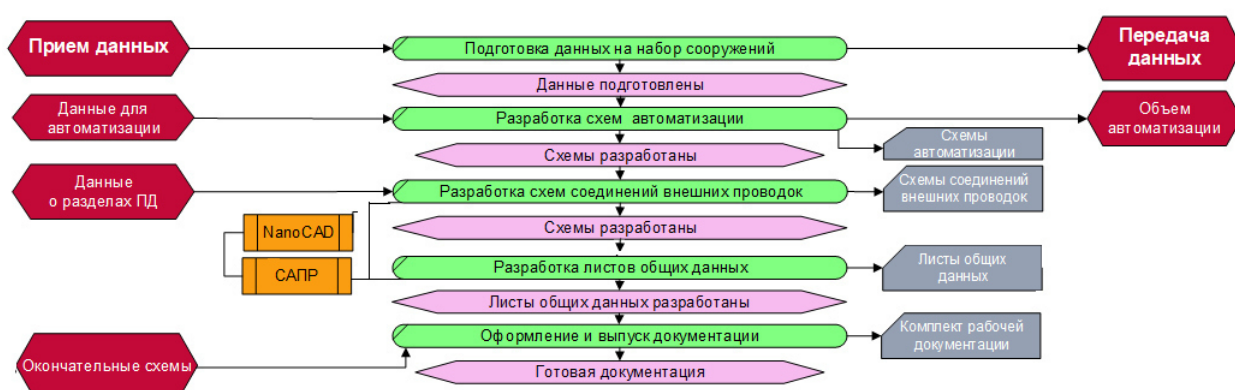 Прием данных
Подготовка данных на набор сооружений
Передача
данных
Данные подготовлены
Данные для
автоматизации
Разработка схем автоматизации
Объем
автоматизации
Схемы
автоматизации
Схемы разработаны
Данные
о разделах ПД
Разработка схем соединений внешних проводок
Схемы соединений
внешних проводок
NanoCAD
Схемы разработаны
САПР
Разработка листов общих данных
Листы общих
данных
Листы общих данных разработаны
Оформление и выпуск документации
Комплект рабочей
документации
Окончательные схемы
Готовая документация